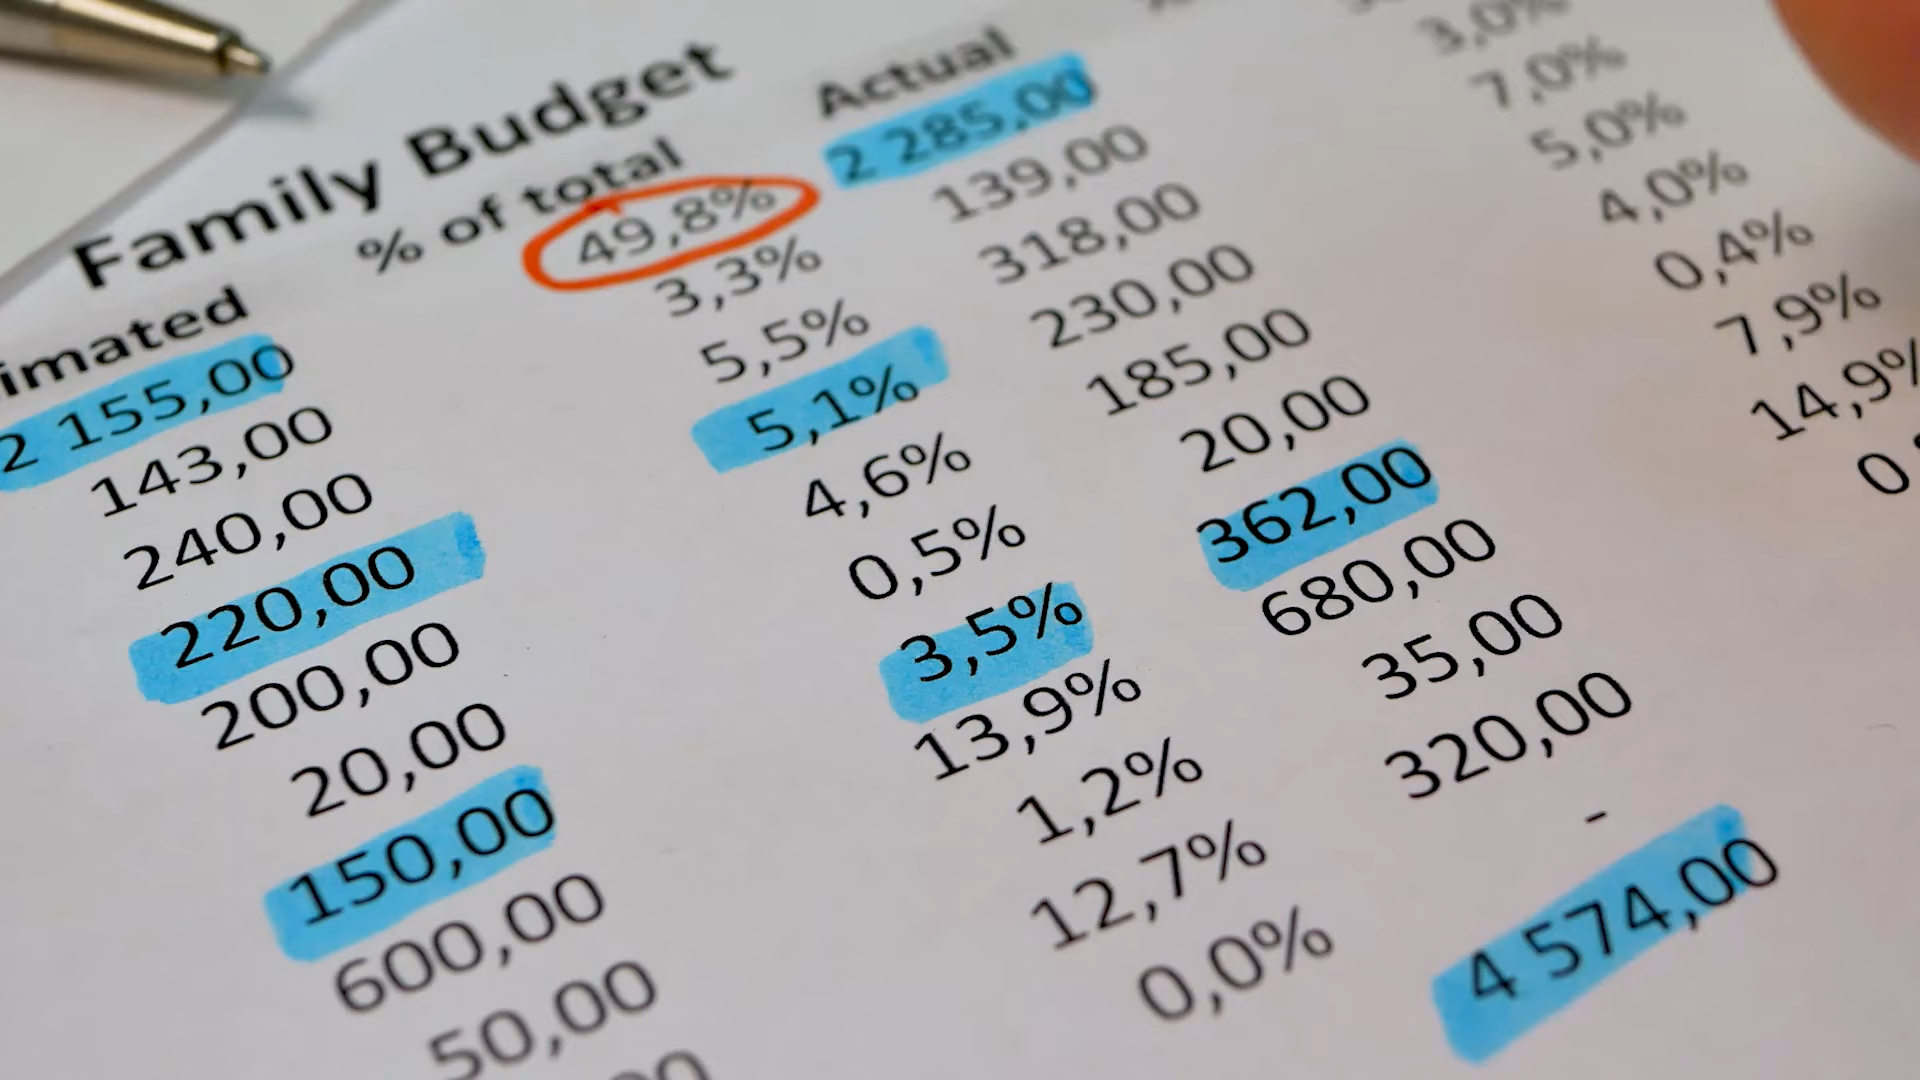 Family Budget
imated % of total Actual
2 155,00 49,8% 2 285,00
143,00 3,3% 139,00 3,0%
240,00 5,5% 318,00 7,0%
220,00 5,1% 230,00 5,0%
200,00 4,6% 185,00 4,0%
20,00 0,5% 20,00 0,4%
150,00 3,5% 362,00 7,9%
600,00 13,9% 680,00 14,9%
50,00 1,2% 35,00
12,7% 320,00
0,0% -
4 574,00